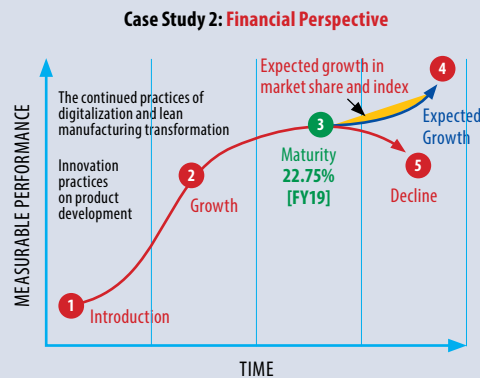 Case Study 2: Financial Perspective
Expected growth in
market share and index
4
The continued practices of
digitalization and lean
manufacturing transformation
3
Expected
Growth
Innovation
practices
on product
development
2
Growth
Maturity
22.75%
[FY19]
5
Decline
1
Introduction
MEASURABLE PERFORMANCE
TIME